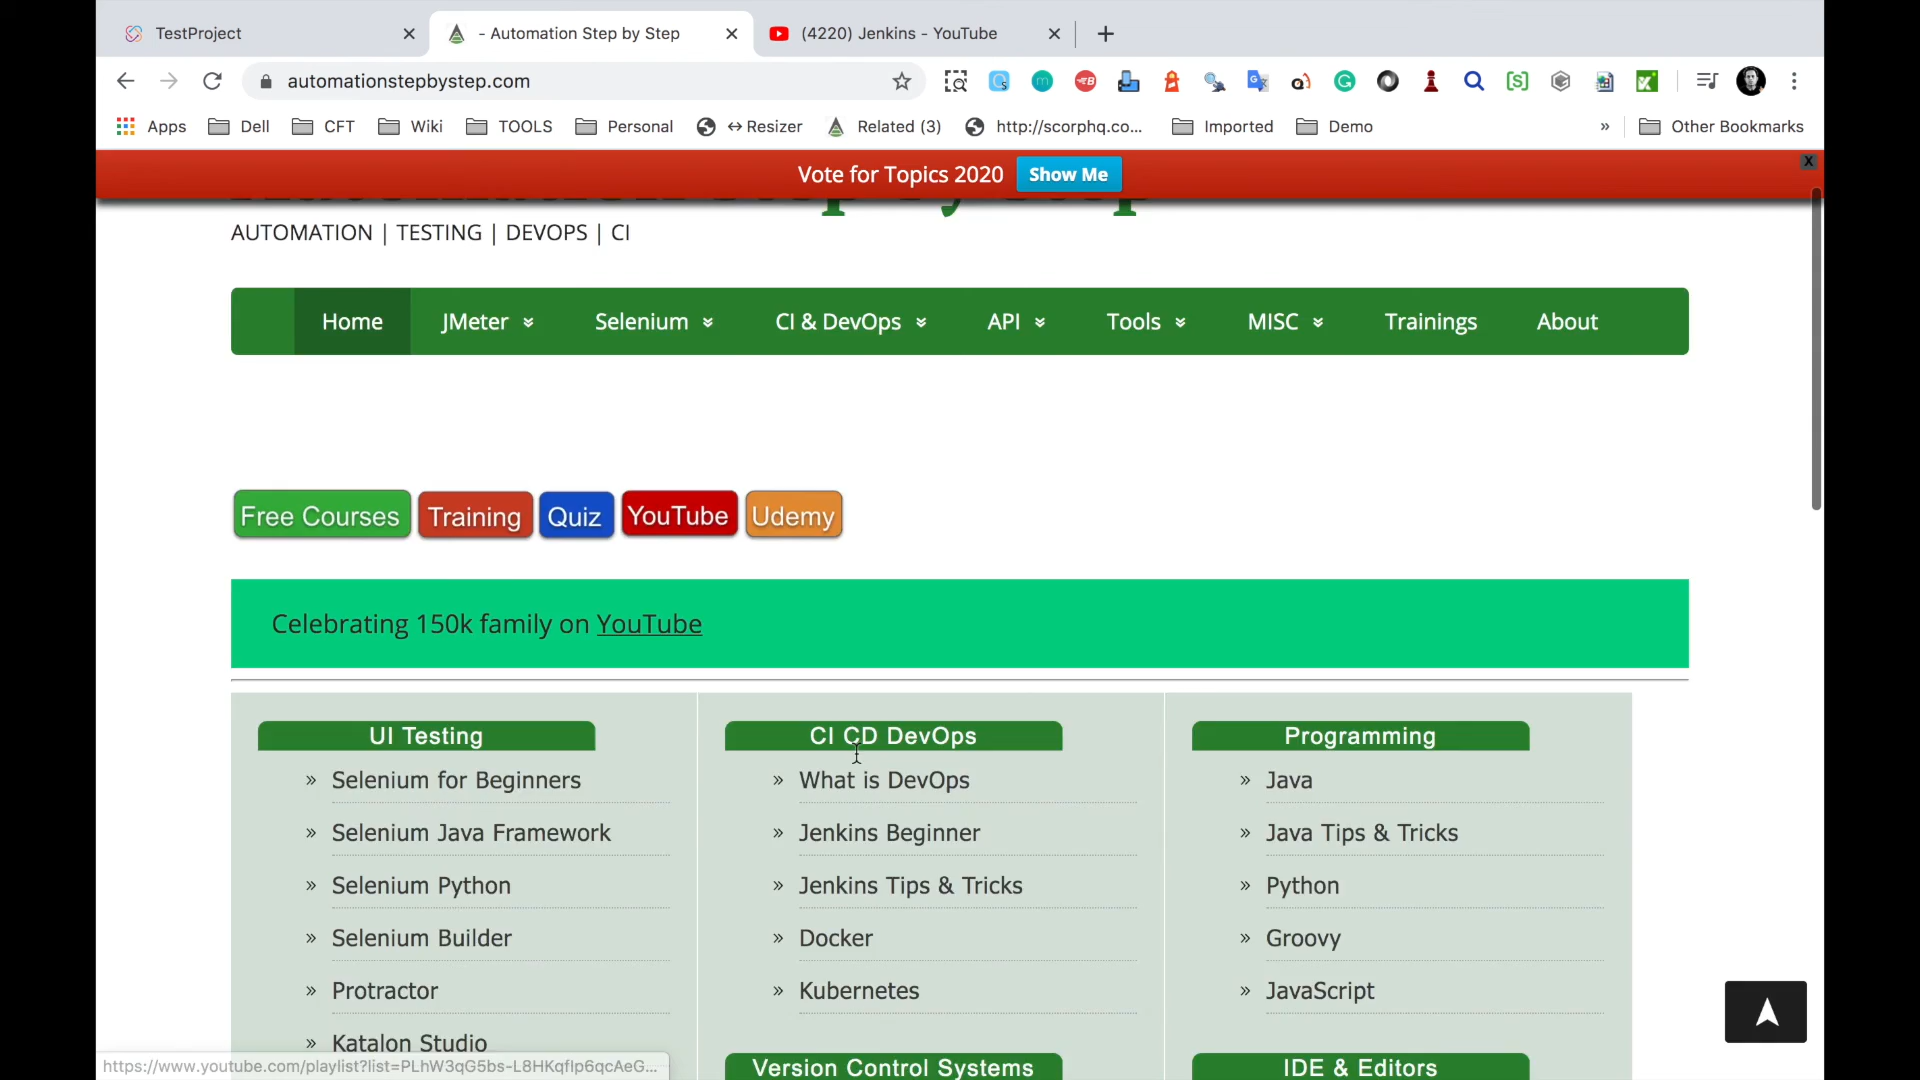 TestProject
- Automation Step by Step
(4220) Jenkins - YouTube
automationstepbystep.com
Apps
Dell
CFT
Wiki
TOOLS
Personal
↔ Resizer
Related (3)
http://scorphq.co...
Imported
Demo
»
Other Bookmarks
Vote for Topics 2020
Show Me
X
AUTOMATION | TESTING | DEVOPS | CI
Home
JMeter
Selenium
CI & DevOps
API
Tools
MISC
Trainings
About
Free Courses
Training
Quiz
YouTube
Udemy
Celebrating 150k family on YouTube
UI Testing
» Selenium for Beginners
» Selenium Java Framework
» Selenium Python
» Selenium Builder
» Protractor
Katalon Studio
CI CD DevOps
» What is DevOps
» Jenkins Beginner
» Jenkins Tips & Tricks
» Docker
» Kubernetes
Version Control Systems
Programming
» Java
» Java Tips & Tricks
» Python
» Groovy
» JavaScript
IDE & Editors
https://www.youtube.com/playlist?list=PLhW3qG5bs-L8HKqfIp6qcAeG...